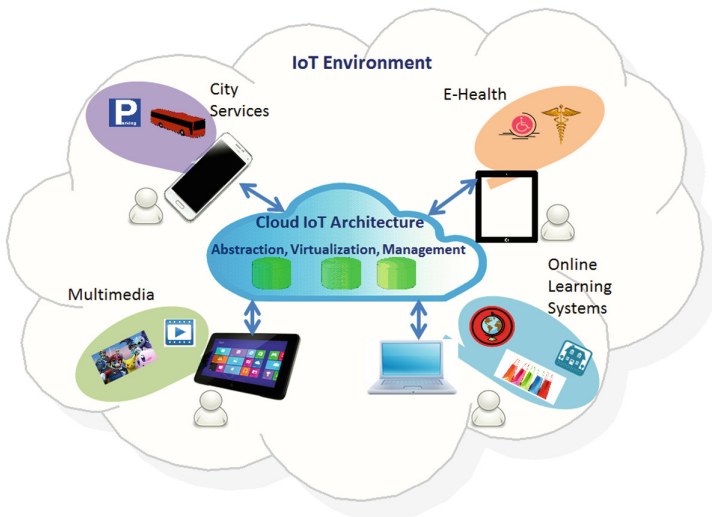 IoT Environment
City
Services
P
E-Health
Cloud IoT Architecture
Abstraction, Virtualization, Management
Multimedia
Online
Learning
Systems